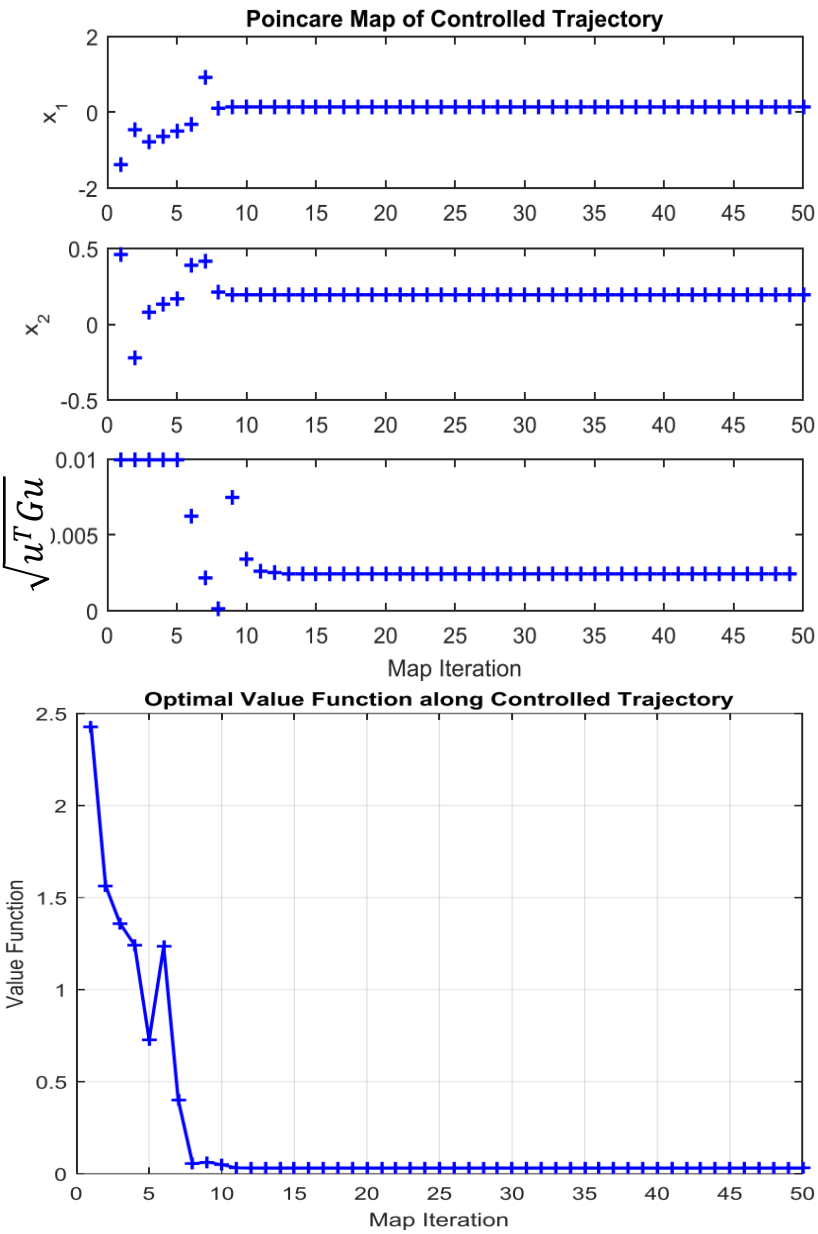 Poincare Map of Controlled Trajectory
2
0
-2
x₁
0 5 10 15 20 25 30 35 40 45 50
0.5
0
-0.5
x₂
0 5 10 15 20 25 30 35 40 45 50
0.01
).005
0
√uᵀGu
0 5 10 15 20 25 30 35 40 45 50
Map Iteration
Optimal Value Function along Controlled Trajectory
2.5
2
1.5
1
0.5
0
Value Function
0 5 10 15 20 25 30 35 40 45 50
Map Iteration